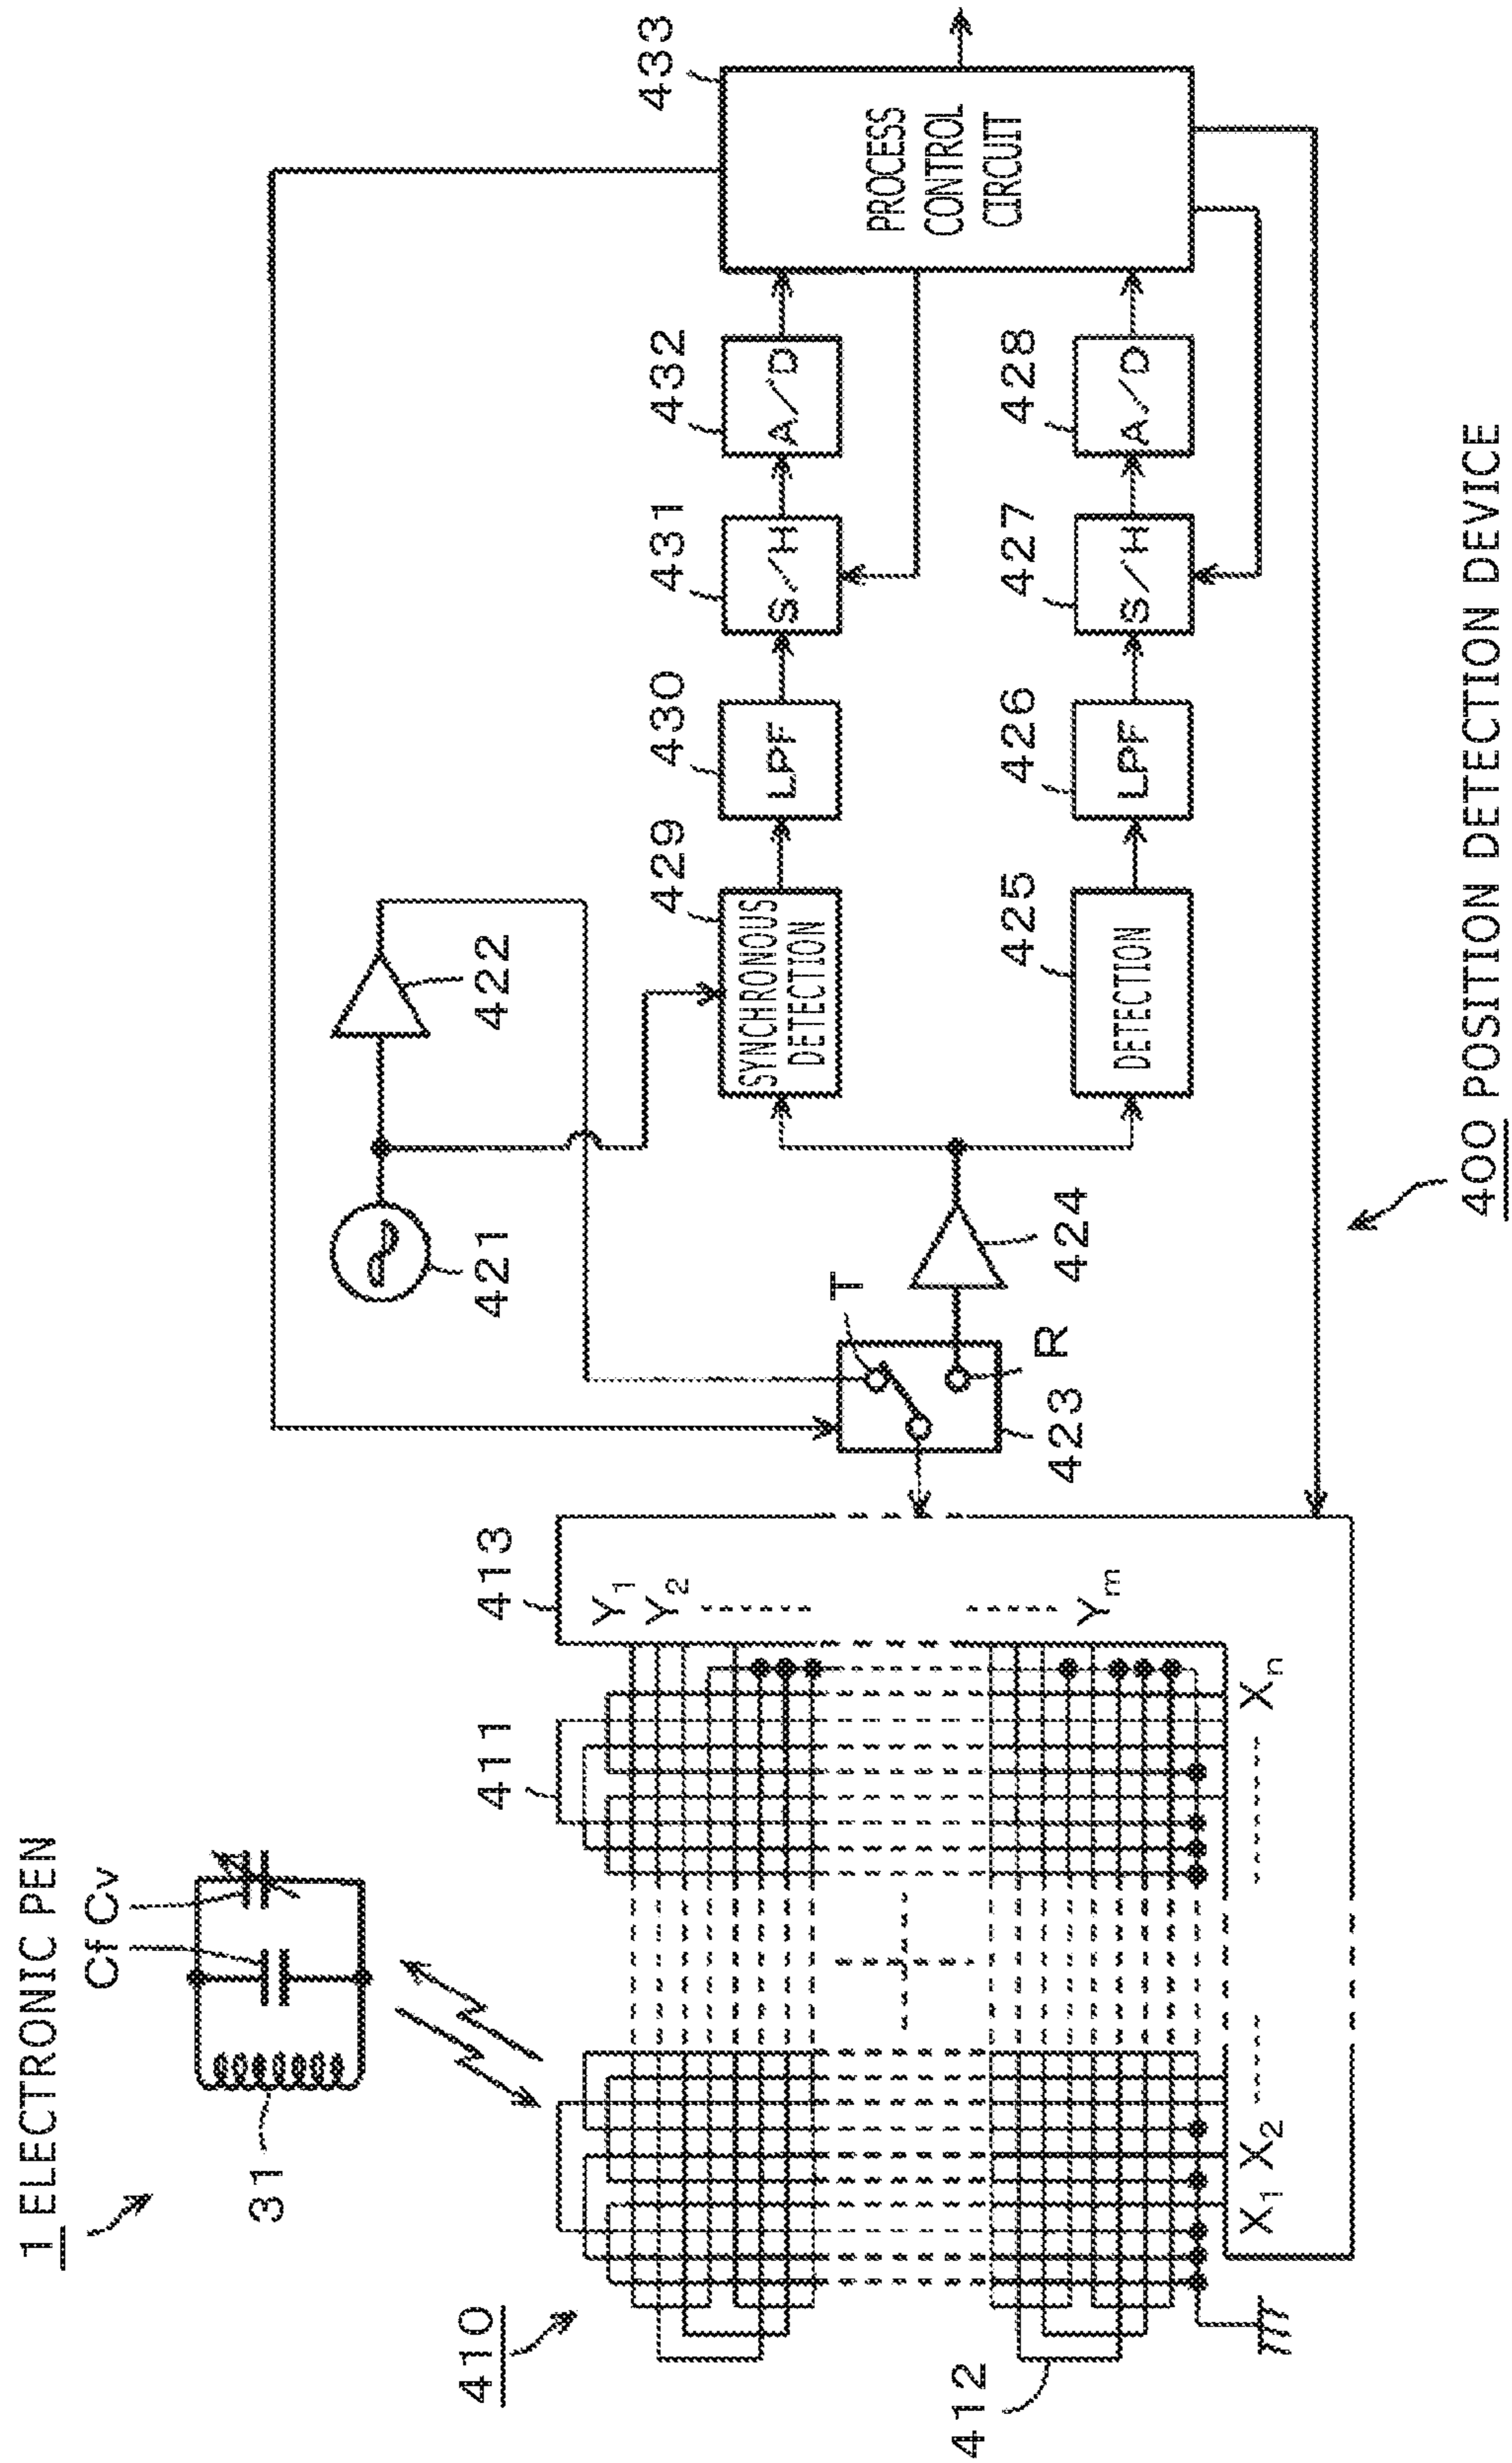 1 ELECTRONIC PEN
Cf Cv
31
410
411
413
412
Y1
Y2
Ym
X1 X2
Xn
421
422
423
T
R
424
SYNCHRONOUS
DETECTION
429
LPF
430
S/H
431
A/D
432
DETECTION
425
LPF
426
S/H
427
A/D
428
PROCESS
CONTROL
CIRCUIT
433
400 POSITION DETECTION DEVICE